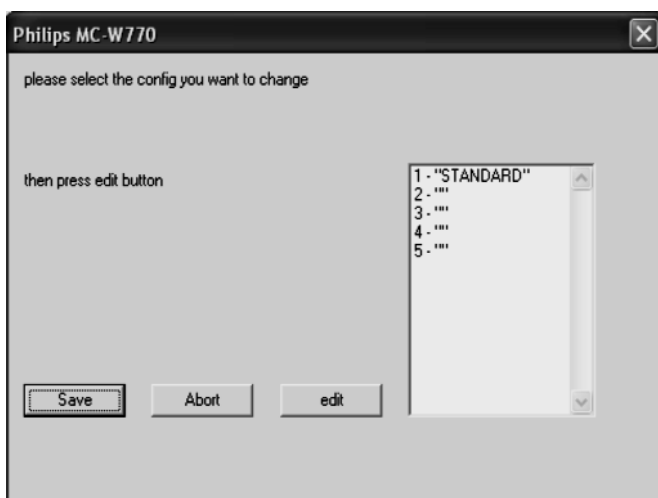 Philips MC-W770
please select the config you want to change
then press edit button
1 - "STANDARD"
2 - ""
3 - ""
4 - ""
5 - ""
Save Abort edit